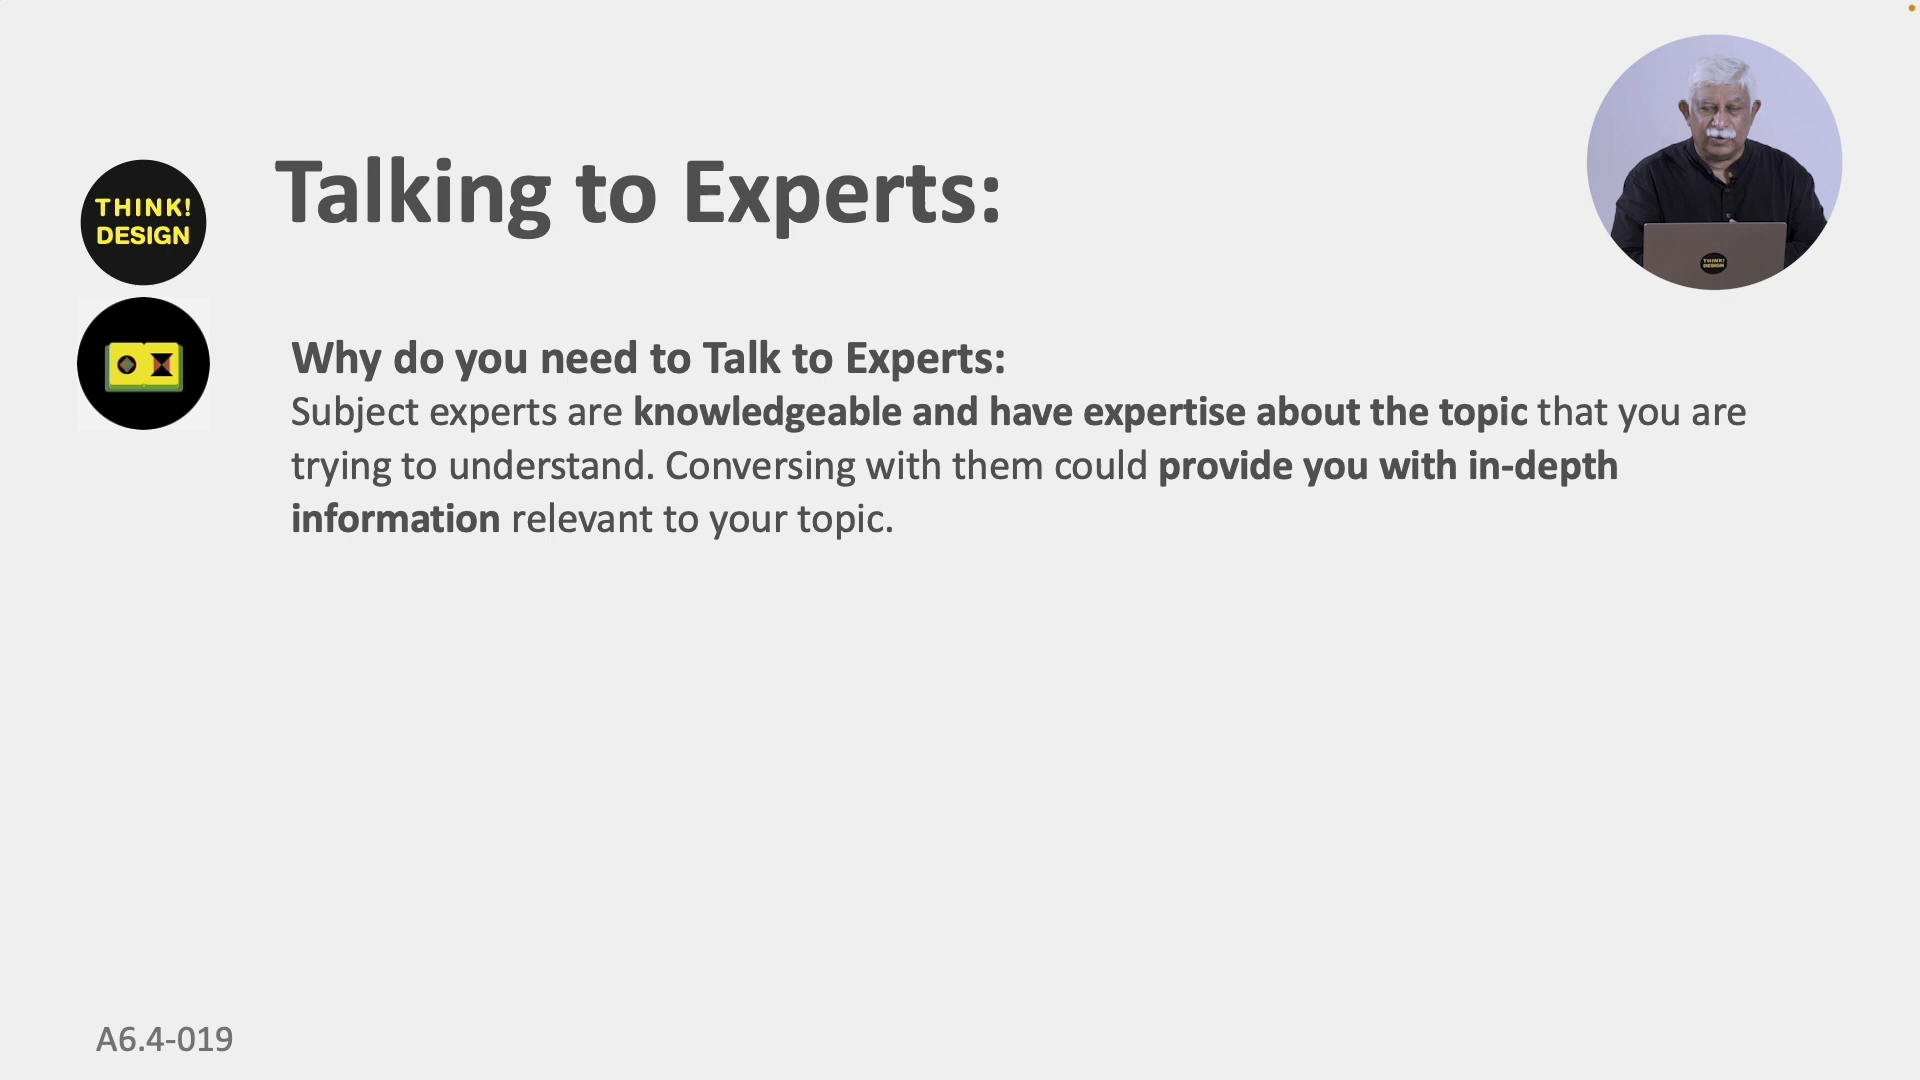 Talking to Experts:
THINK!
DESIGN
Why do you need to Talk to Experts:
Subject experts are knowledgeable and have expertise about the topic that you are
trying to understand. Conversing with them could provide you with in-depth
information relevant to your topic.
THINK!
DESIGN
A6.4-019